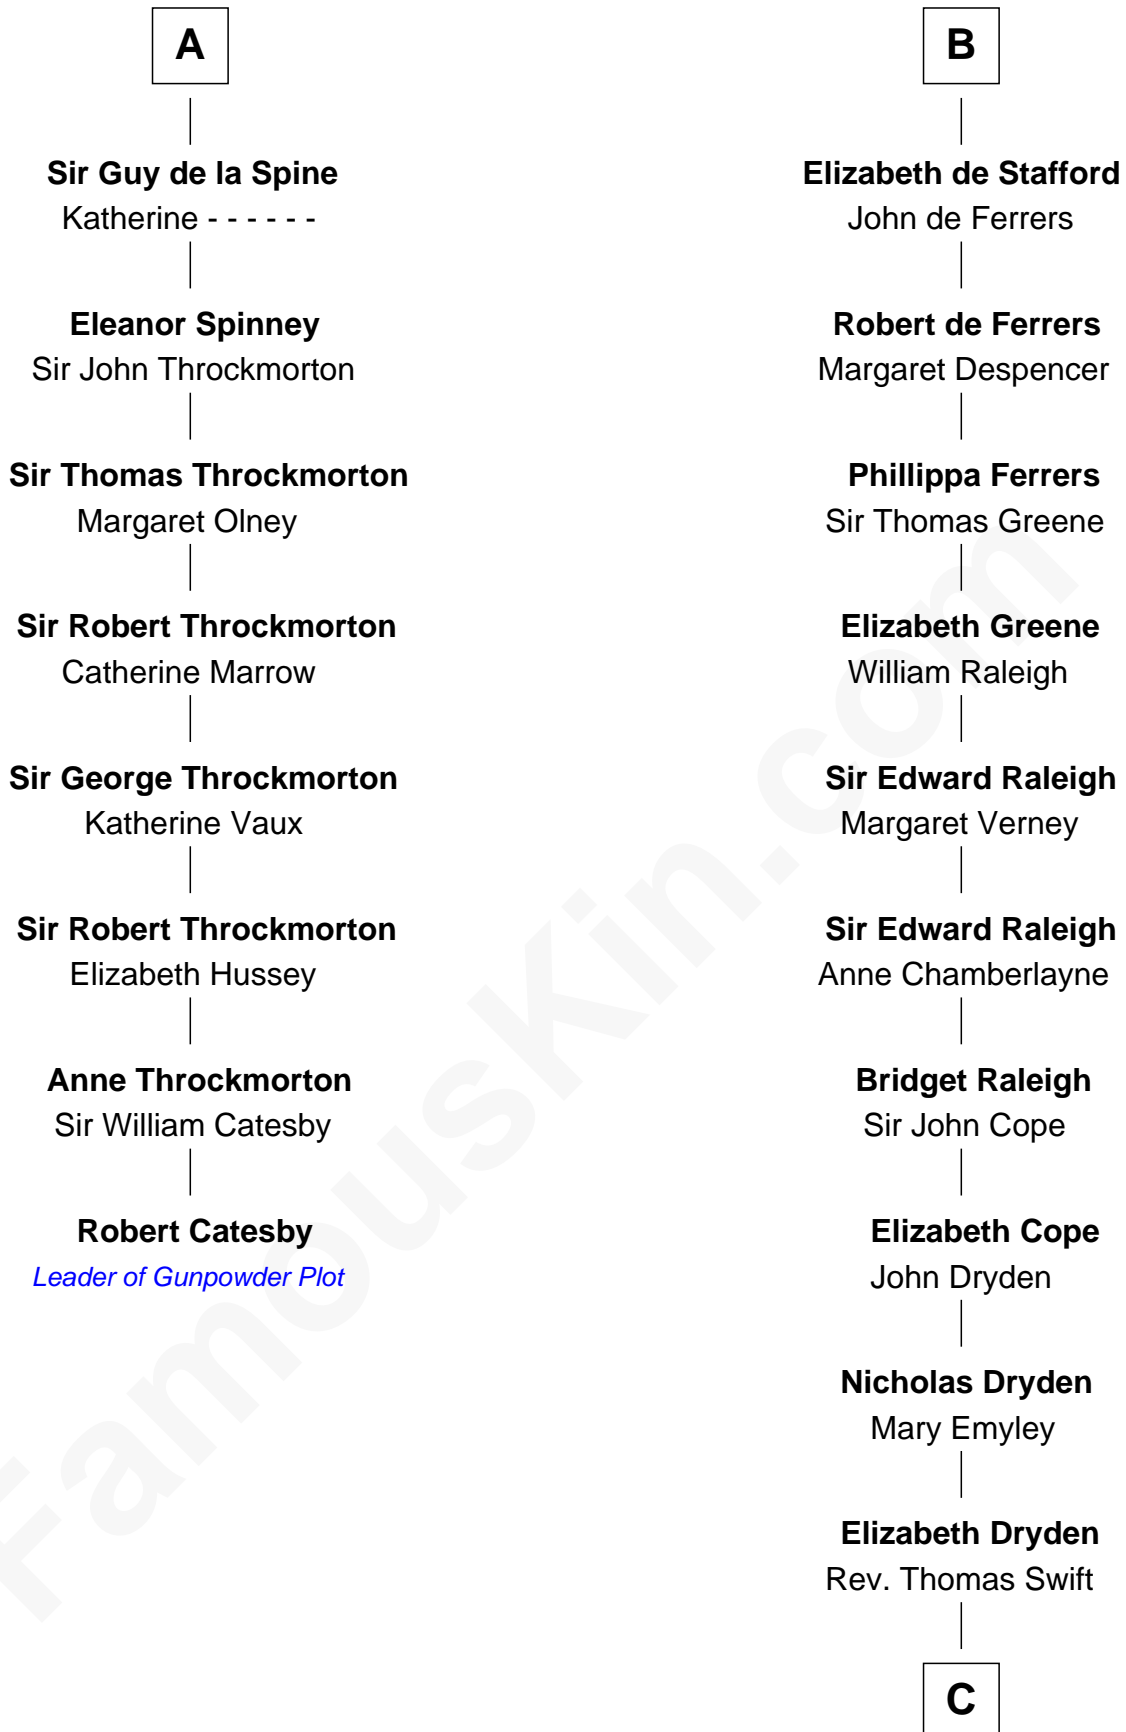 A
Sir Guy de la Spine
Katherine - - - - - -
Eleanor Spinney
Sir John Throckmorton
Sir Thomas Throckmorton
Margaret Olney
Sir Robert Throckmorton
Catherine Marrow
Sir George Throckmorton
Katherine Vaux
Sir Robert Throckmorton
Elizabeth Hussey
Anne Throckmorton
Sir William Catesby
Robert Catesby
Leader of Gunpowder Plot
B
Elizabeth de Stafford
John de Ferrers
Robert de Ferrers
Margaret Despencer
Phillippa Ferrers
Sir Thomas Greene
Elizabeth Greene
William Raleigh
Sir Edward Raleigh
Margaret Verney
Sir Edward Raleigh
Anne Chamberlayne
Bridget Raleigh
Sir John Cope
Elizabeth Cope
John Dryden
Nicholas Dryden
Mary Emyley
Elizabeth Dryden
Rev. Thomas Swift
C
FamousKin.com